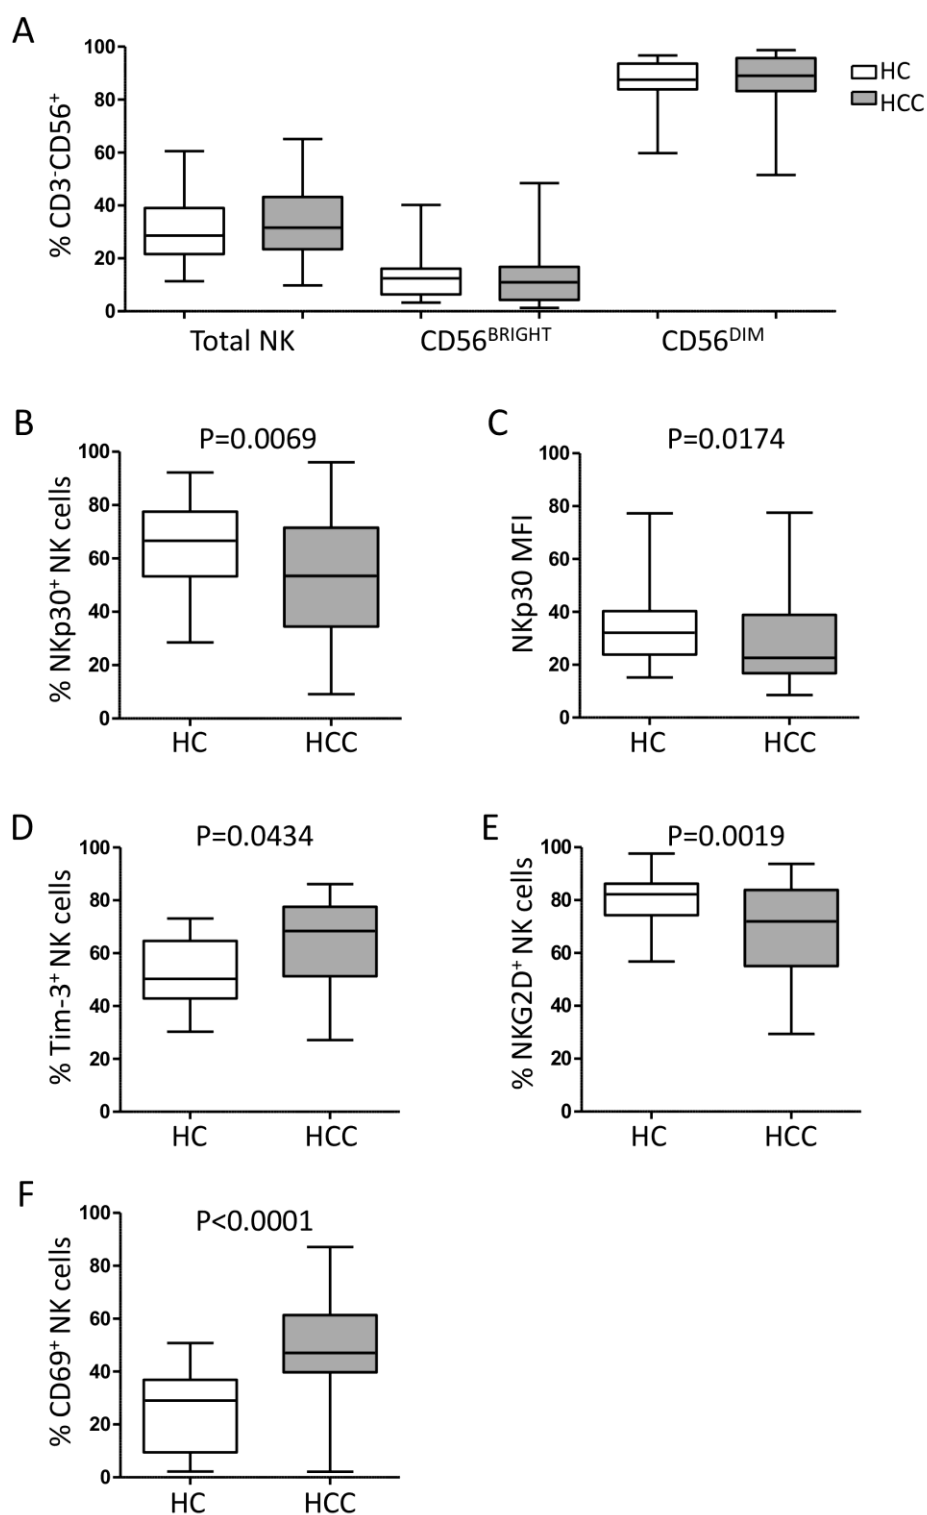 A
% CD3⁻CD56⁺
100
80
60
40
20
0
Total NK
CD56ᴮᴿᴵᴳᴴᵀ
CD56ᴰᴵᴹ
HC
HCC
B
P=0.0069
% NKp30⁺ NK cells
100
80
60
40
20
0
HC
HCC
C
P=0.0174
NKp30 MFI
100
80
60
40
20
0
HC
HCC
D
P=0.0434
% Tim-3⁺ NK cells
100
80
60
40
20
0
HC
HCC
E
P=0.0019
% NKG2D⁺ NK cells
100
80
60
40
20
0
HC
HCC
F
P<0.0001
% CD69⁺ NK cells
100
80
60
40
20
0
HC
HCC